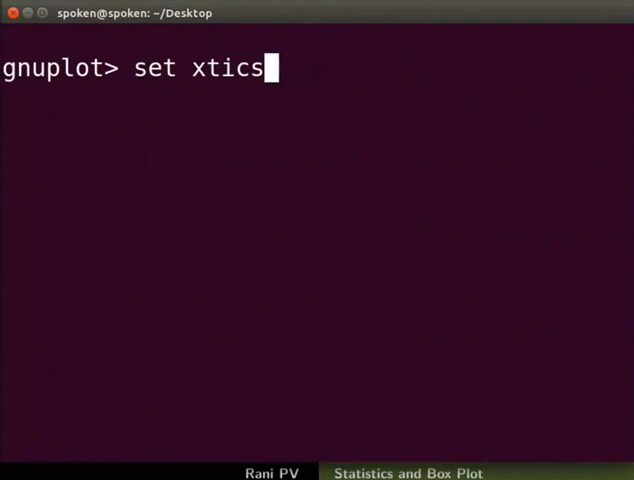 spoken@spoken: ~/Desktop
gnuplot> set xtics
Rani PV
Statistics and Box Plot